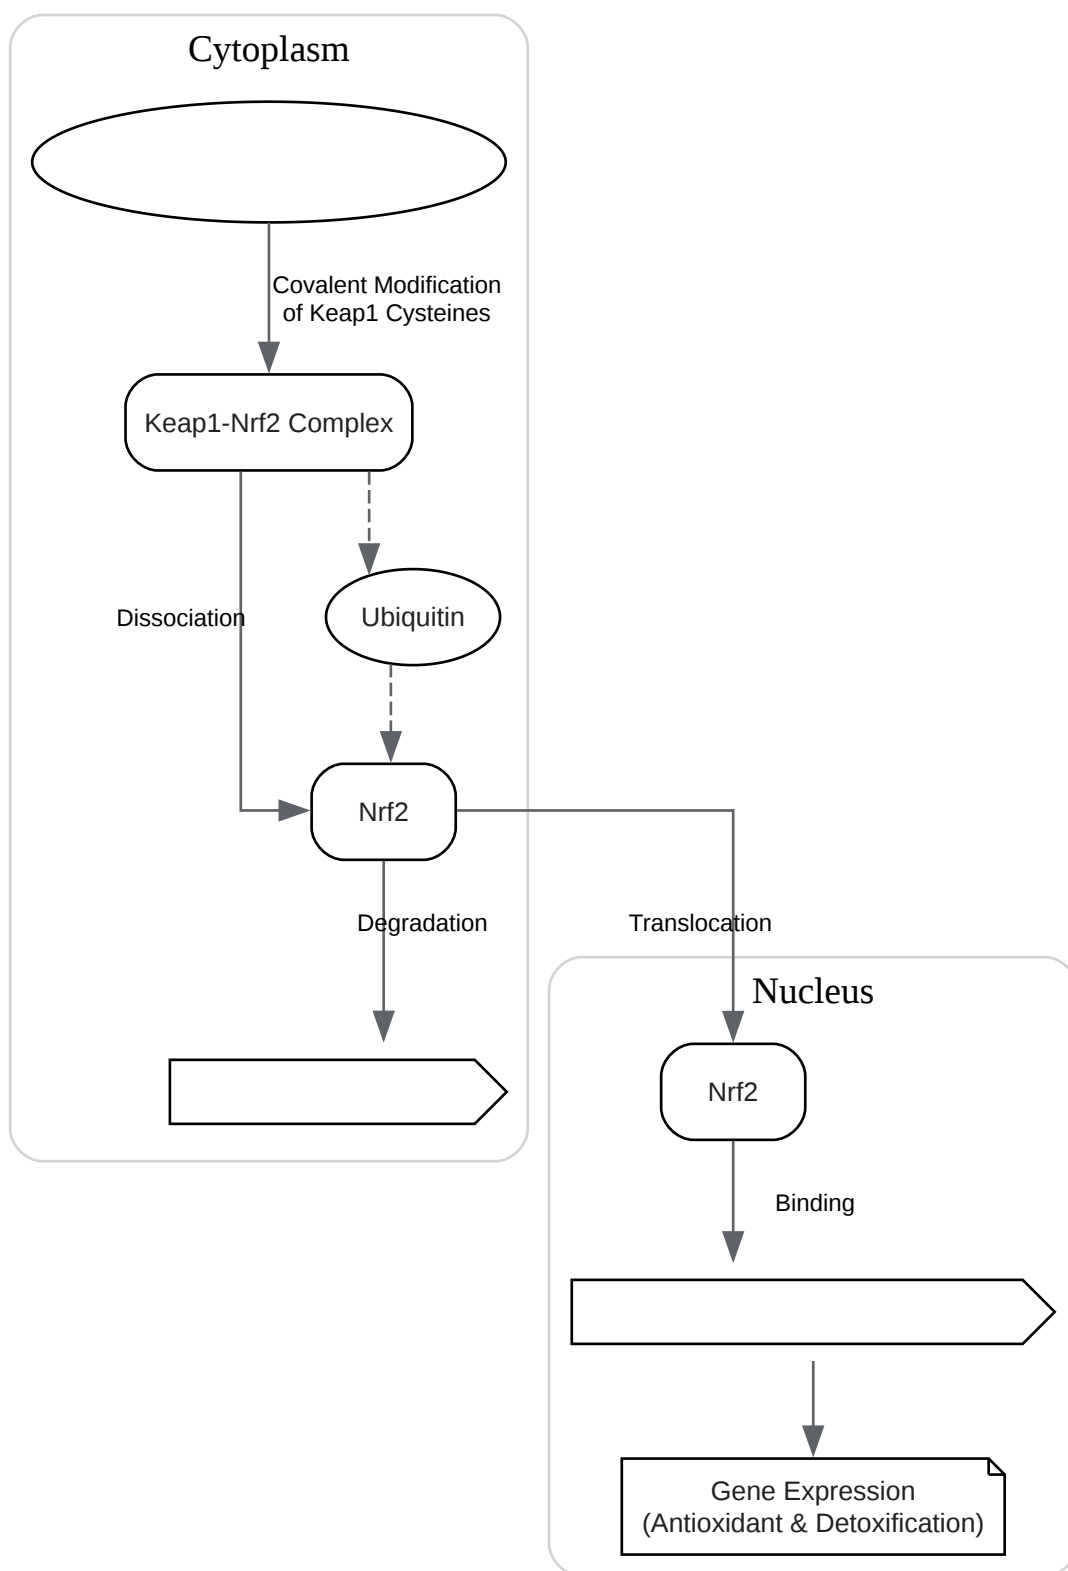 Cytoplasm
Covalent Modification
of Keap1 Cysteines
Keap1-Nrf2 Complex
Dissociation
Ubiquitin
Nrf2
Degradation
Translocation
Nucleus
Nrf2
Binding
Gene Expression
(Antioxidant & Detoxification)